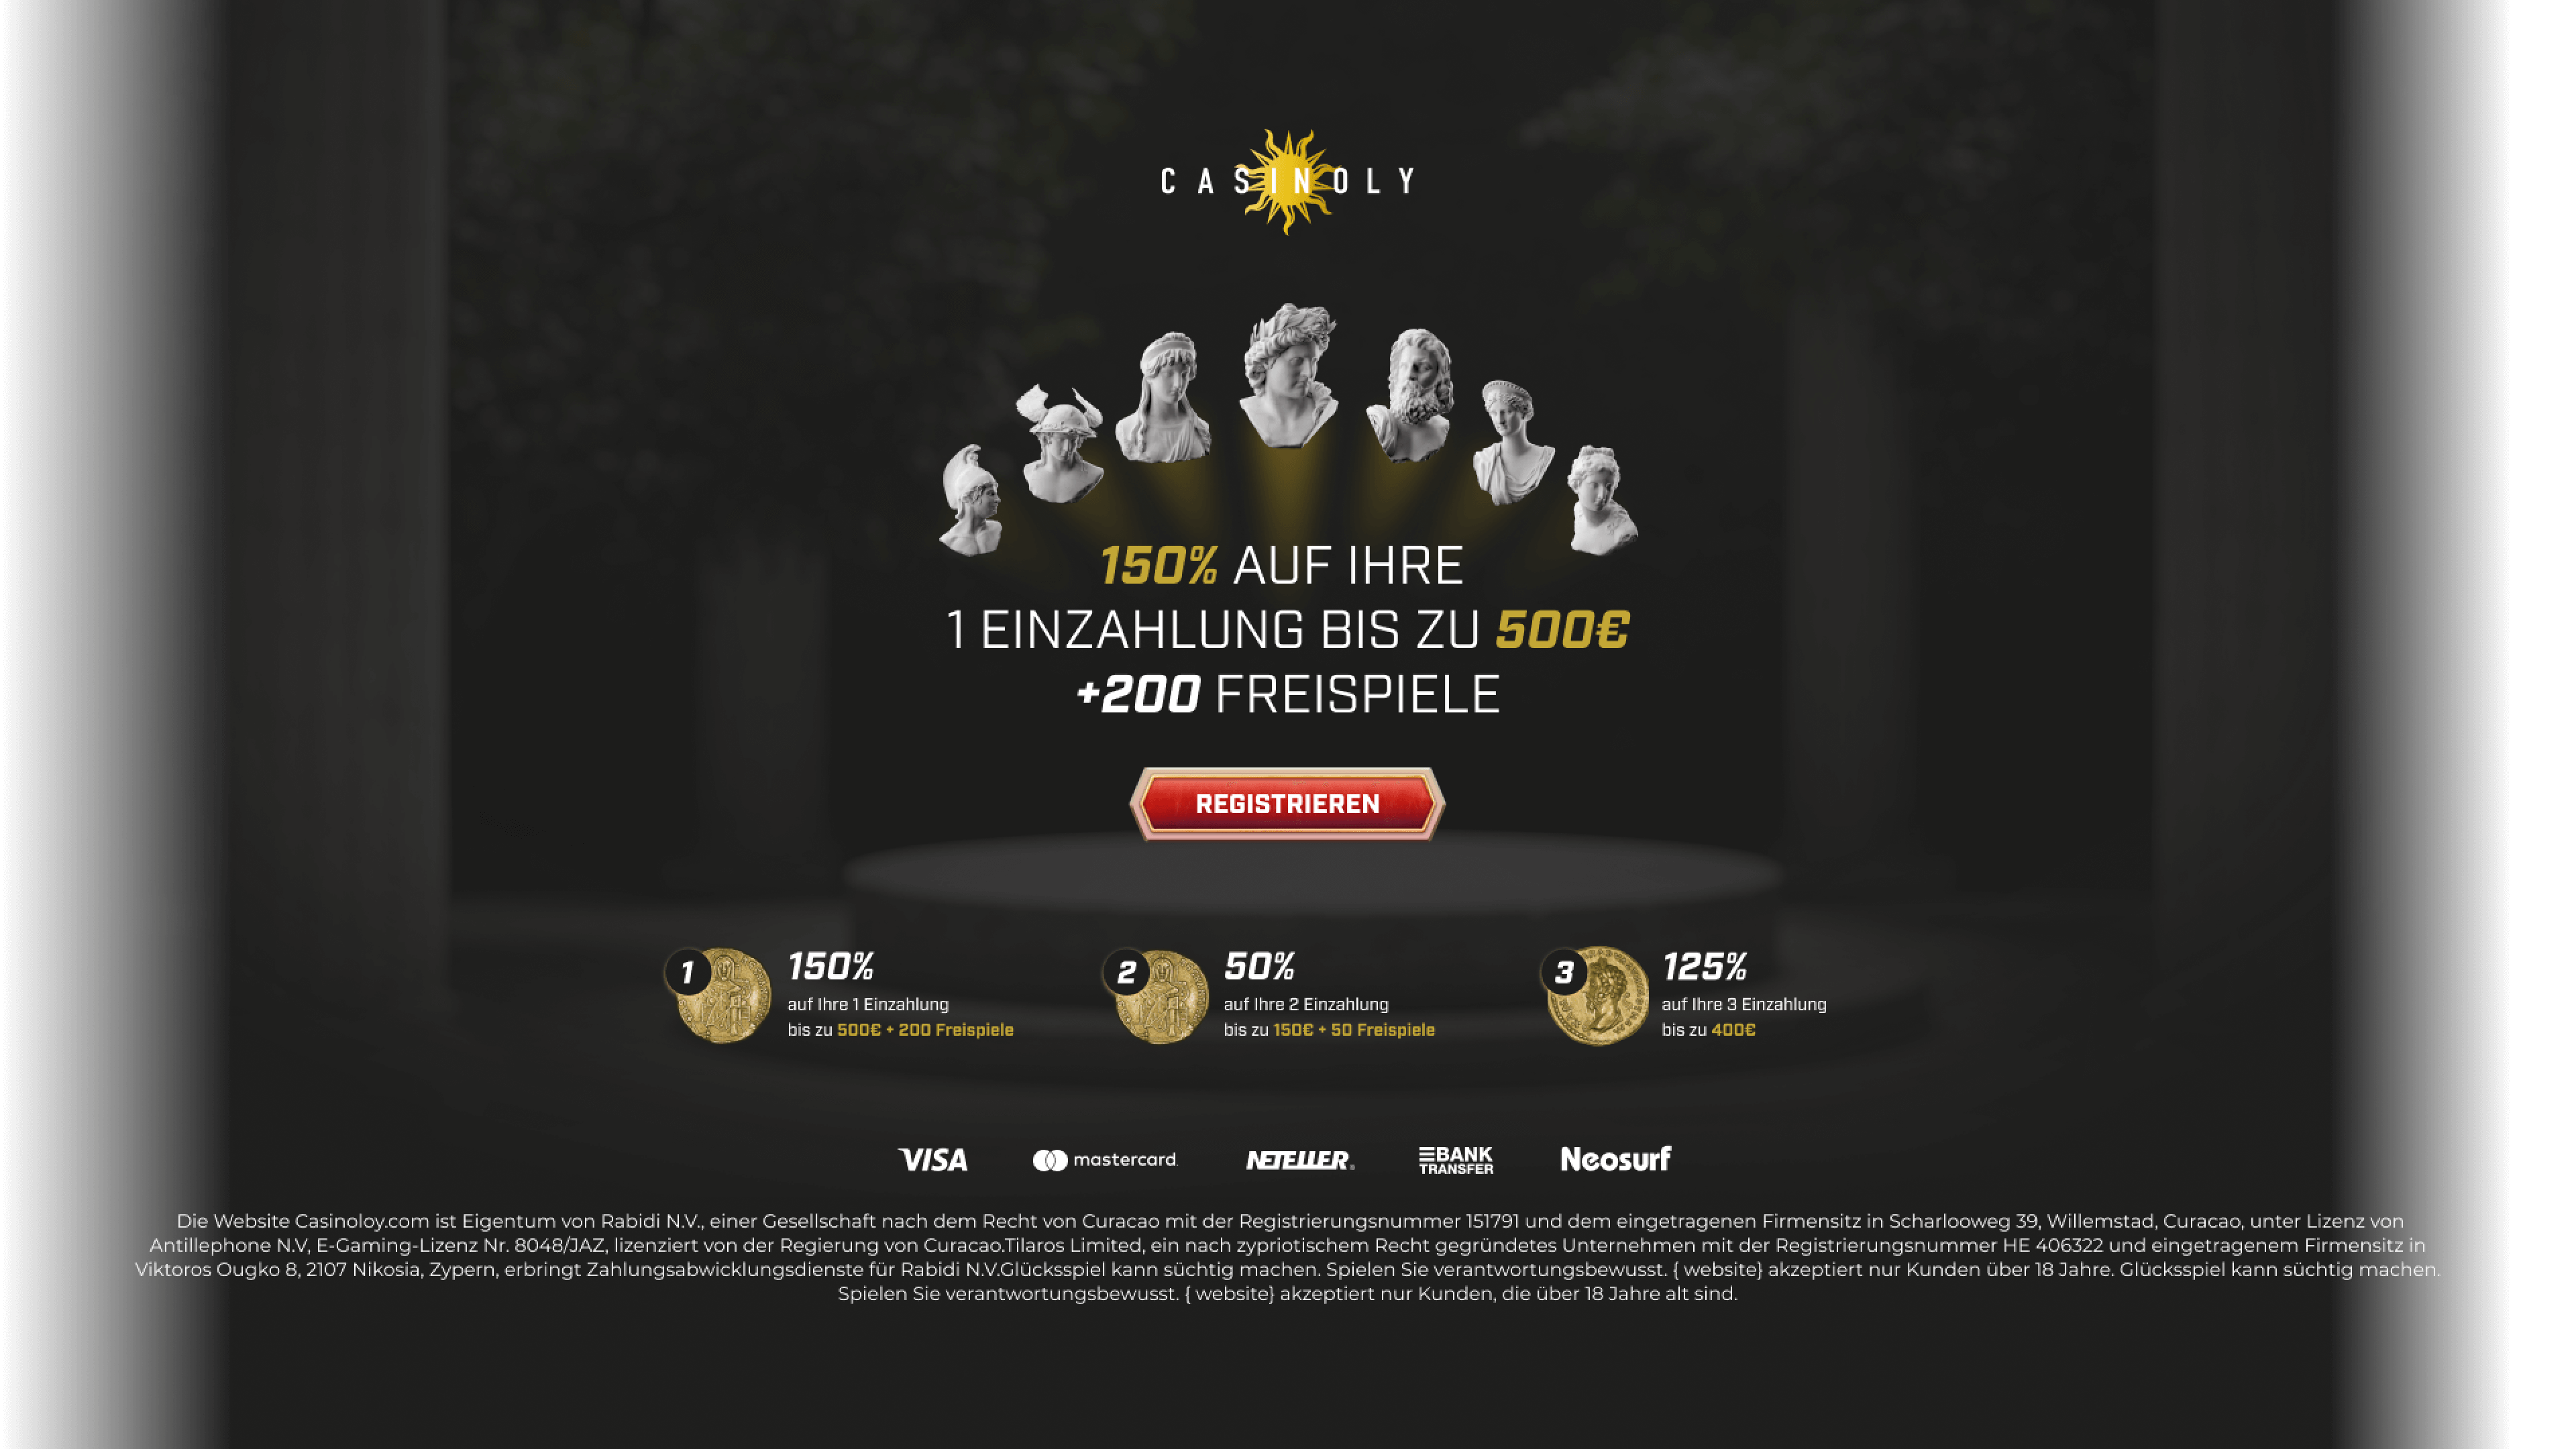 CASINOLY
150% AUF IHRE
1 EINZAHLUNG BIS ZU 500€
+200 FREISPIELE
REGISTRIEREN
1
150%
auf Ihre 1 Einzahlung
bis zu 500€ + 200 Freispiele
2
50%
auf Ihre 2 Einzahlung
bis zu 150€ + 50 Freispiele
3
125%
auf Ihre 3 Einzahlung
bis zu 400€
VISA mastercard. NETELLER. BANK TRANSFER Neosurf
Die Website Casinoloy.com ist Eigentum von Rabidi N.V., einer Gesellschaft nach dem Recht von Curacao mit der Registrierungsnummer 151791 und dem eingetragenen Firmensitz in Scharlooweg 39, Willemstad, Curacao, unter Lizenz von
Antillephone N.V, E-Gaming-Lizenz Nr. 8048/JAZ, lizenziert von der Regierung von Curacao.Tilaros Limited, ein nach zypriotischem Recht gegründetes Unternehmen mit der Registrierungsnummer HE 406322 und eingetragenem Firmensitz in
Viktoros Ougko 8, 2107 Nikosia, Zypern, erbringt Zahlungsabwicklungsdienste für Rabidi N.V.Glücksspiel kann süchtig machen. Spielen Sie verantwortungsbewusst. { website} akzeptiert nur Kunden über 18 Jahre. Glücksspiel kann süchtig machen.
Spielen Sie verantwortungsbewusst. { website} akzeptiert nur Kunden, die über 18 Jahre alt sind.